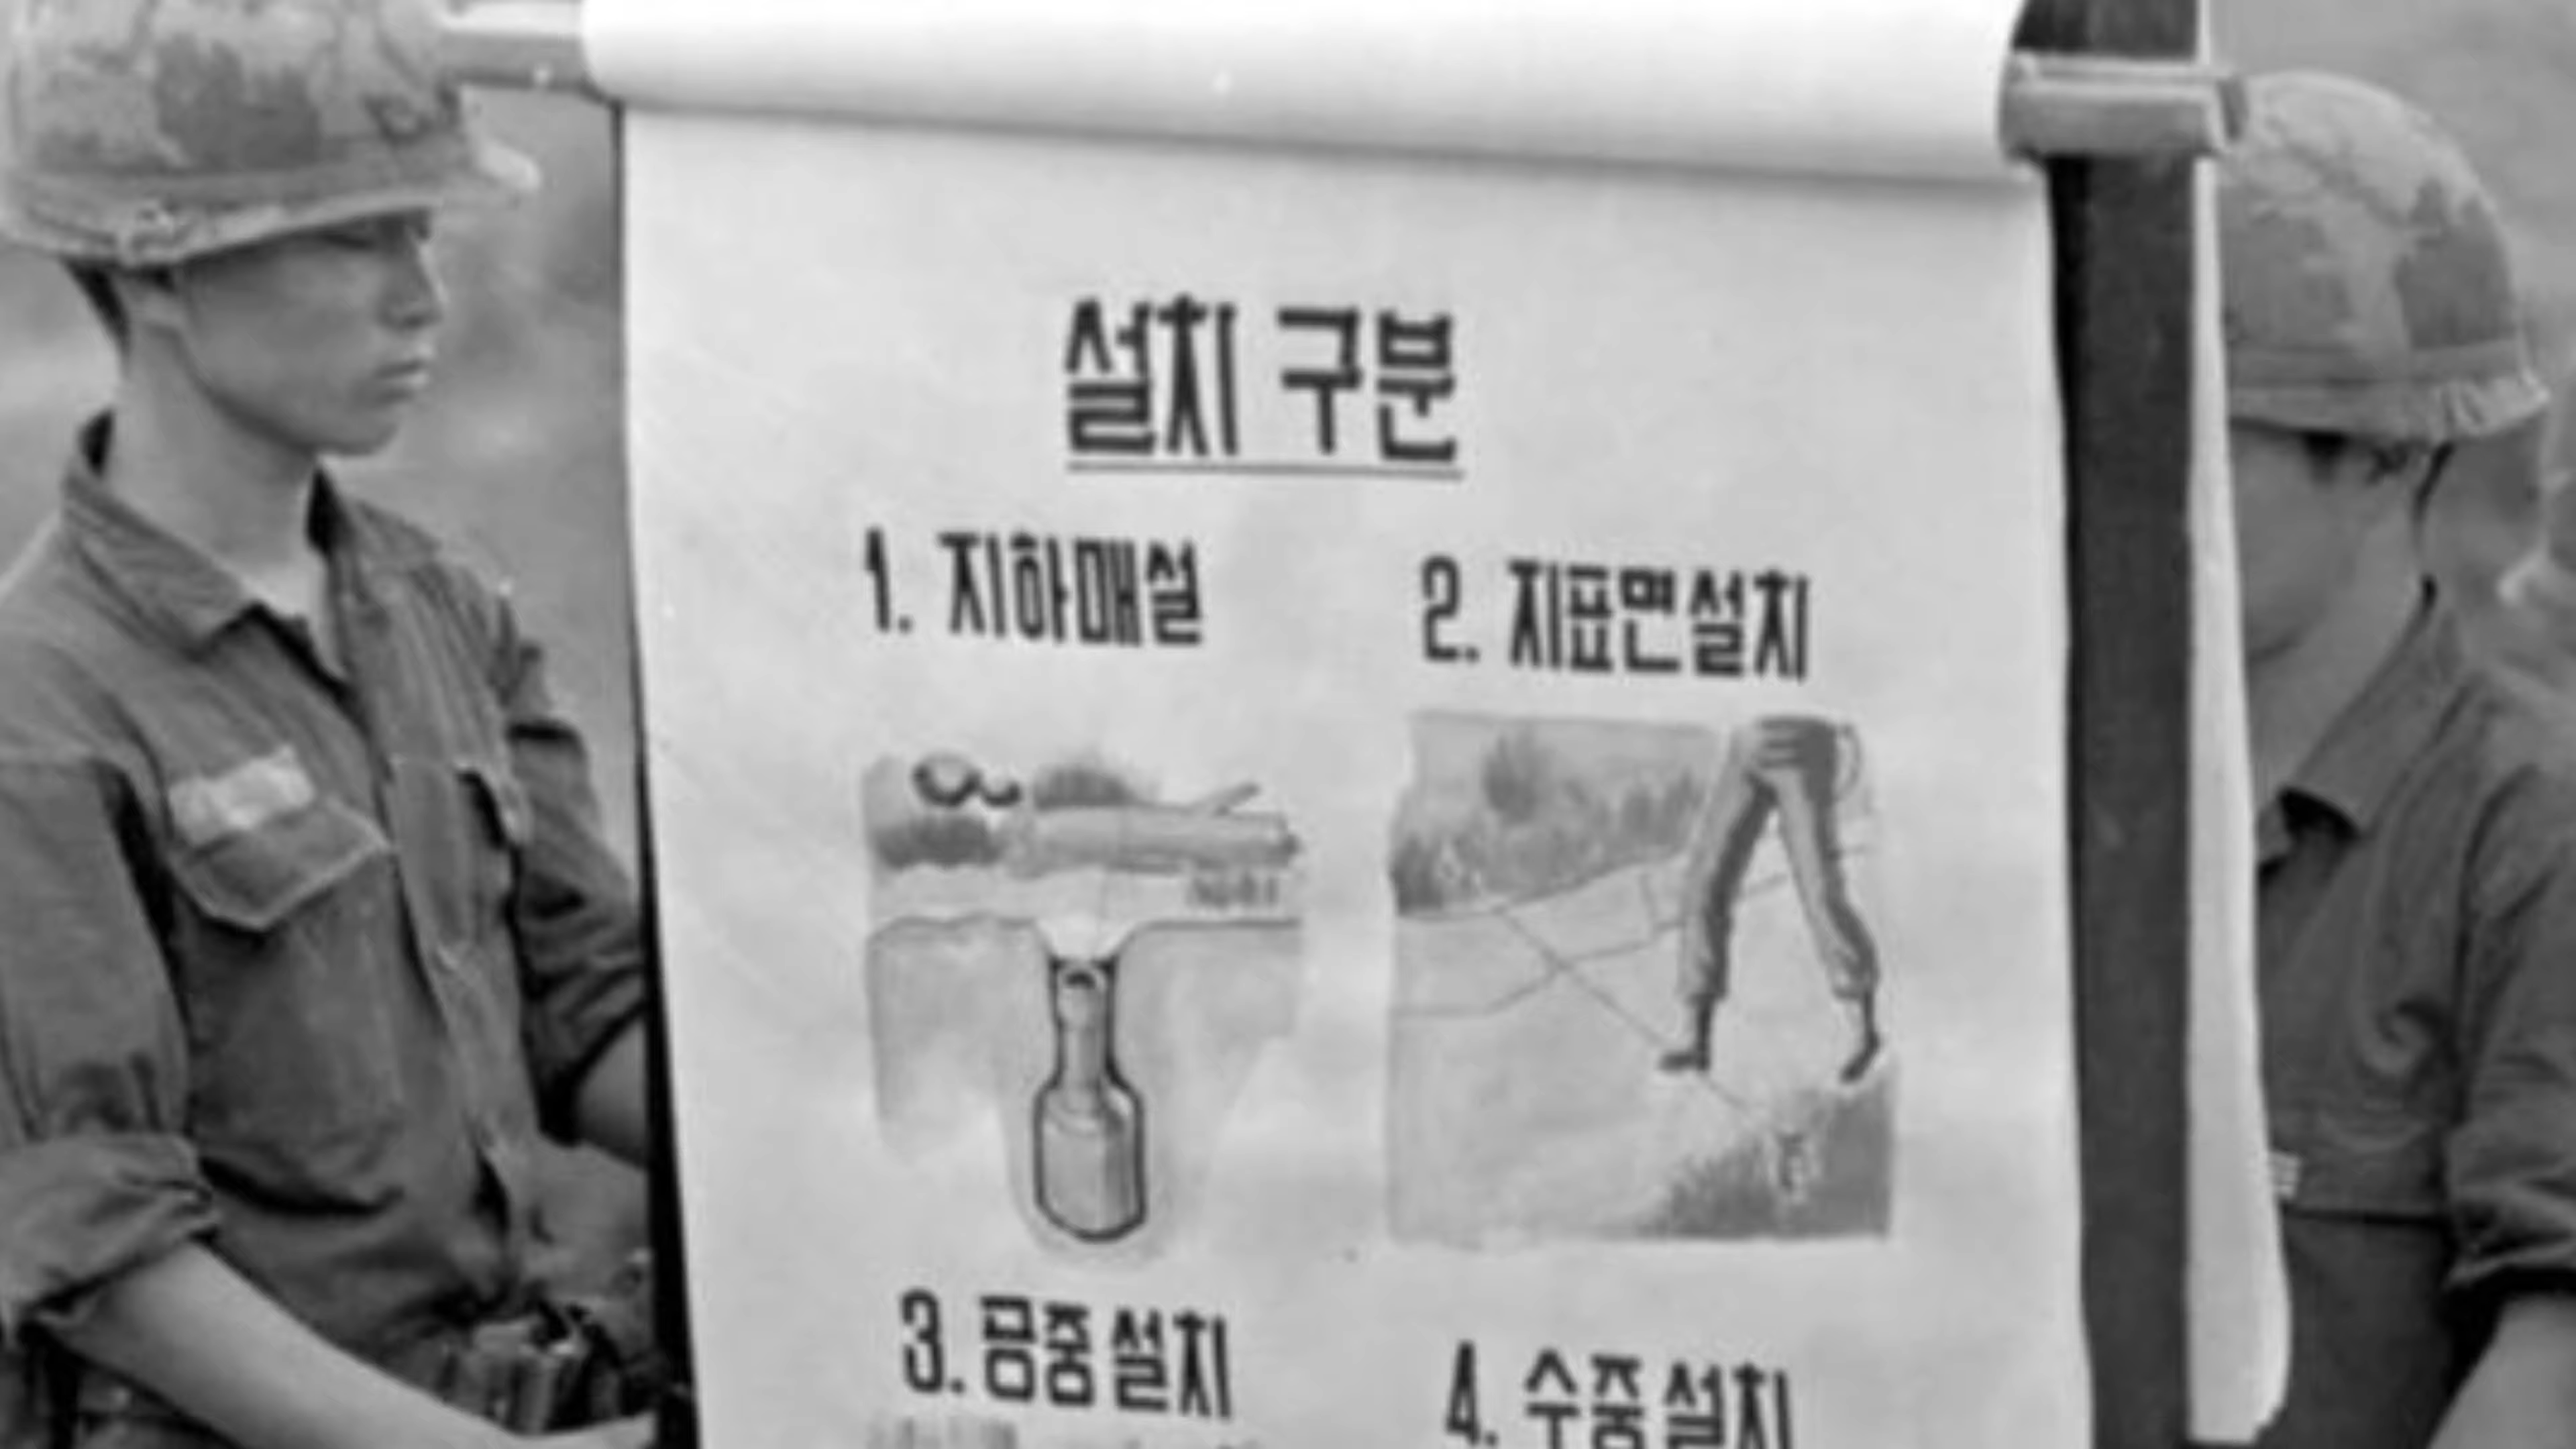 설치 구분
1. 지하매설
2. 지표면설치
3. 공중설치
4. 수중설치